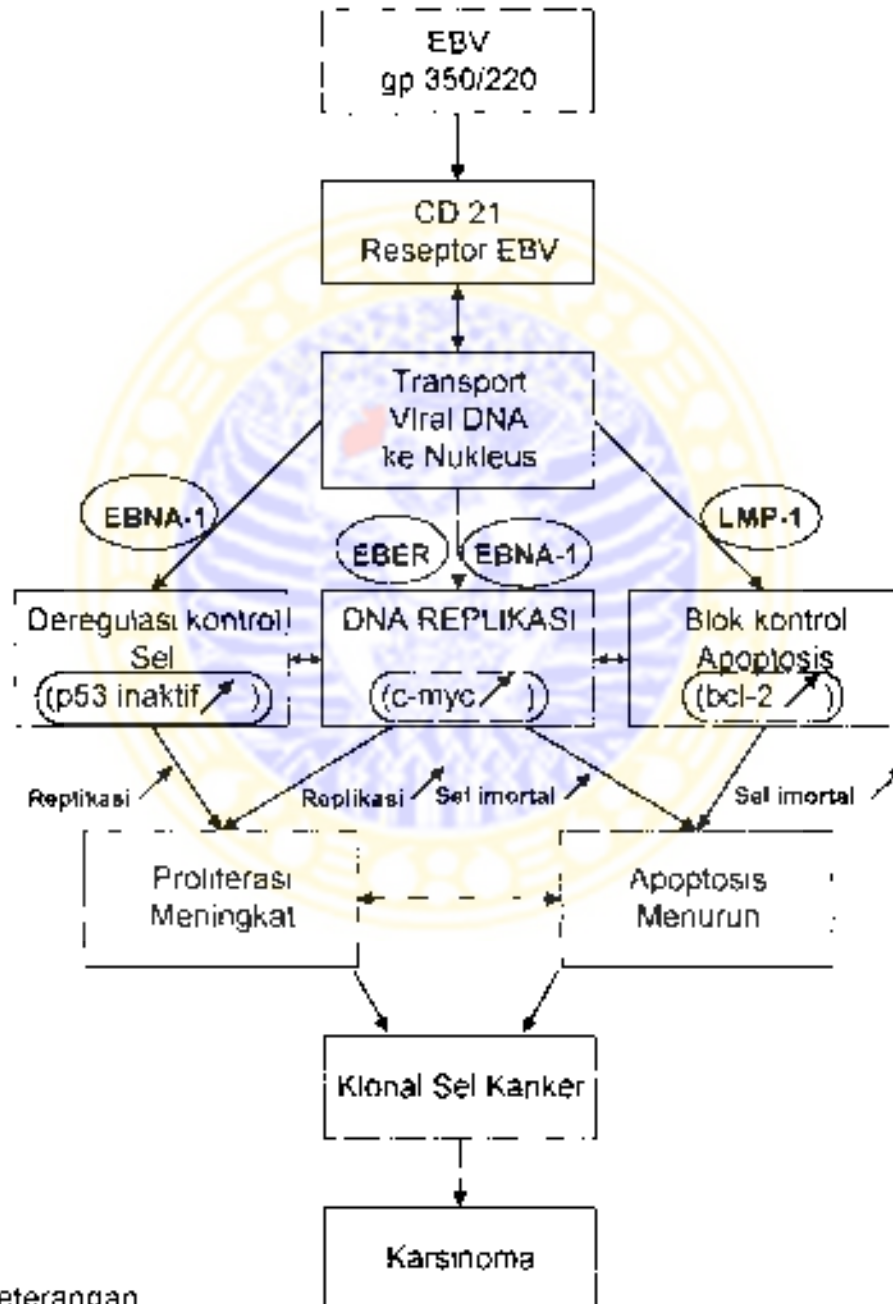 EBV
gp 350/220
CD 21
Reseptor EBV
Transport
Viral DNA
ke Nukleus
EBNA-1
EBER
EBNA-1
LMP-1
Deregulasi kontrol
Sel
(p53 inaktif )
DNA REPLIKASI
(c-myc )
Blok kontrol
Apoptosis
(bcl-2 )
Replikasi
Replikasi
Sel imortal
Sel imortal
Proliferasi
Meningkat
Apoptosis
Menurun
Klonal Sel Kanker
Karsinoma
eterangan